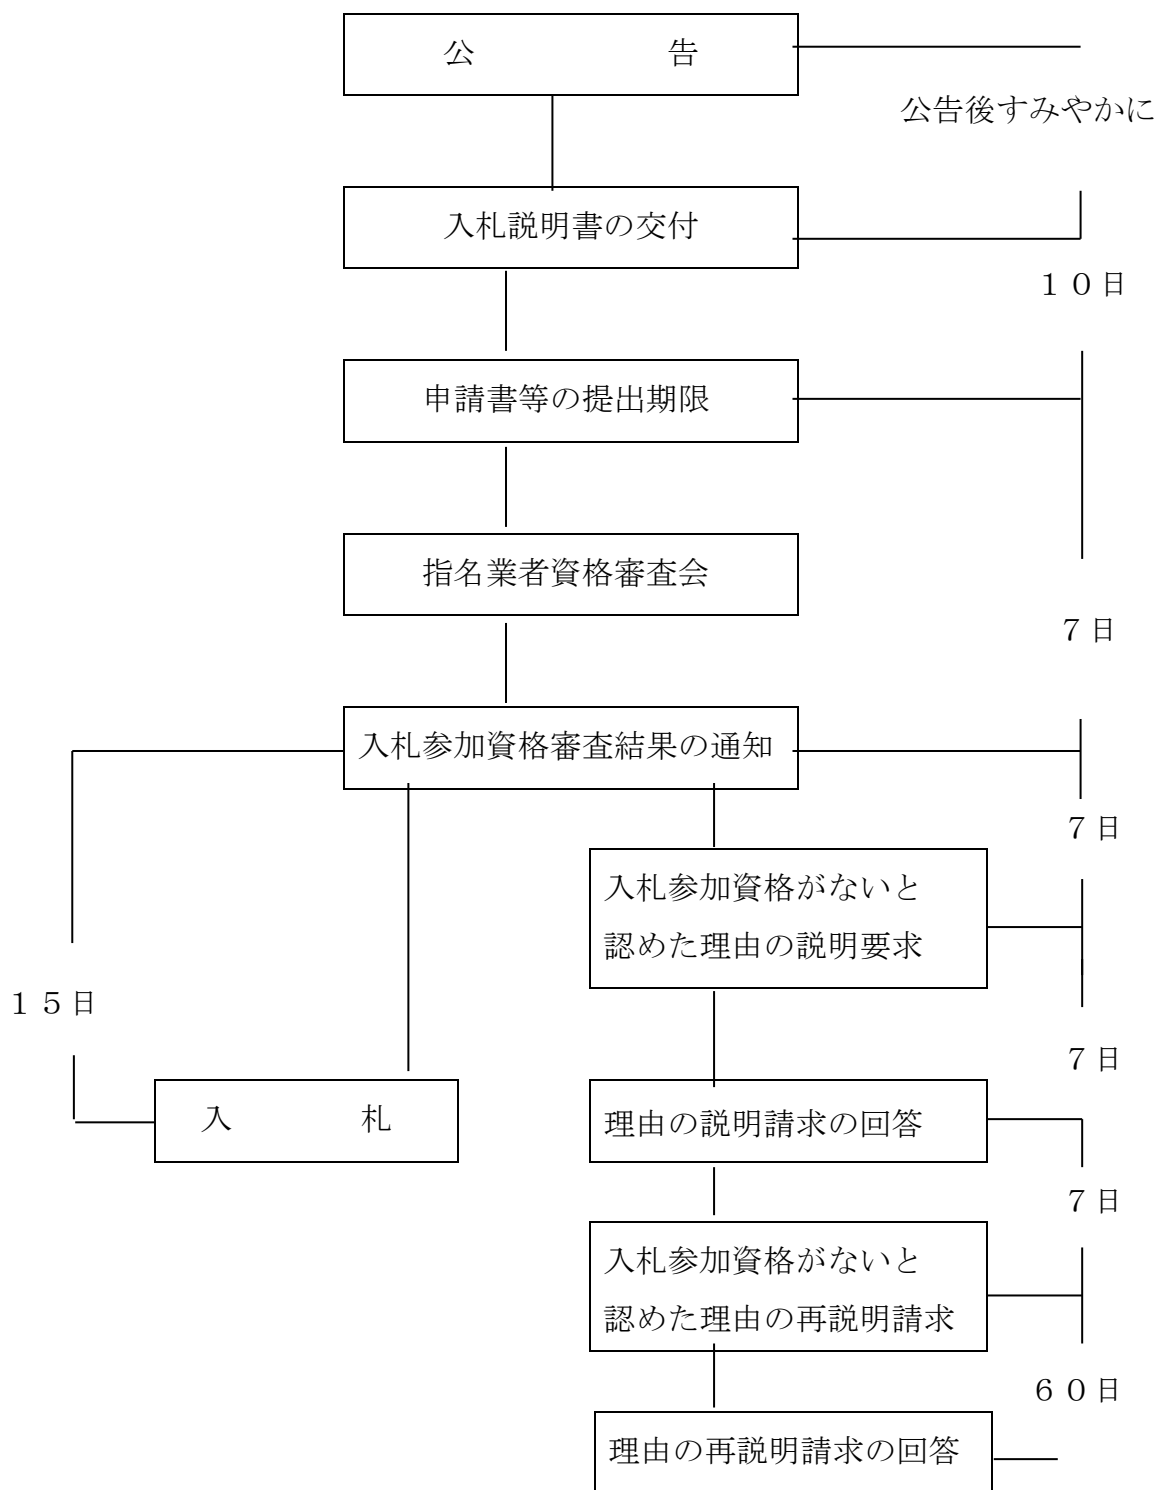 公　　　　　　告
公告後すみやかに
入札説明書の交付
１０日
申請書等の提出期限
指名業者資格審査会
７日
入札参加資格審査結果の通知
７日
入札参加資格がないと
認めた理由の説明要求
１５日
７日
入　　　　札
理由の説明請求の回答
７日
入札参加資格がないと
認めた理由の再説明請求
６０日
理由の再説明請求の回答